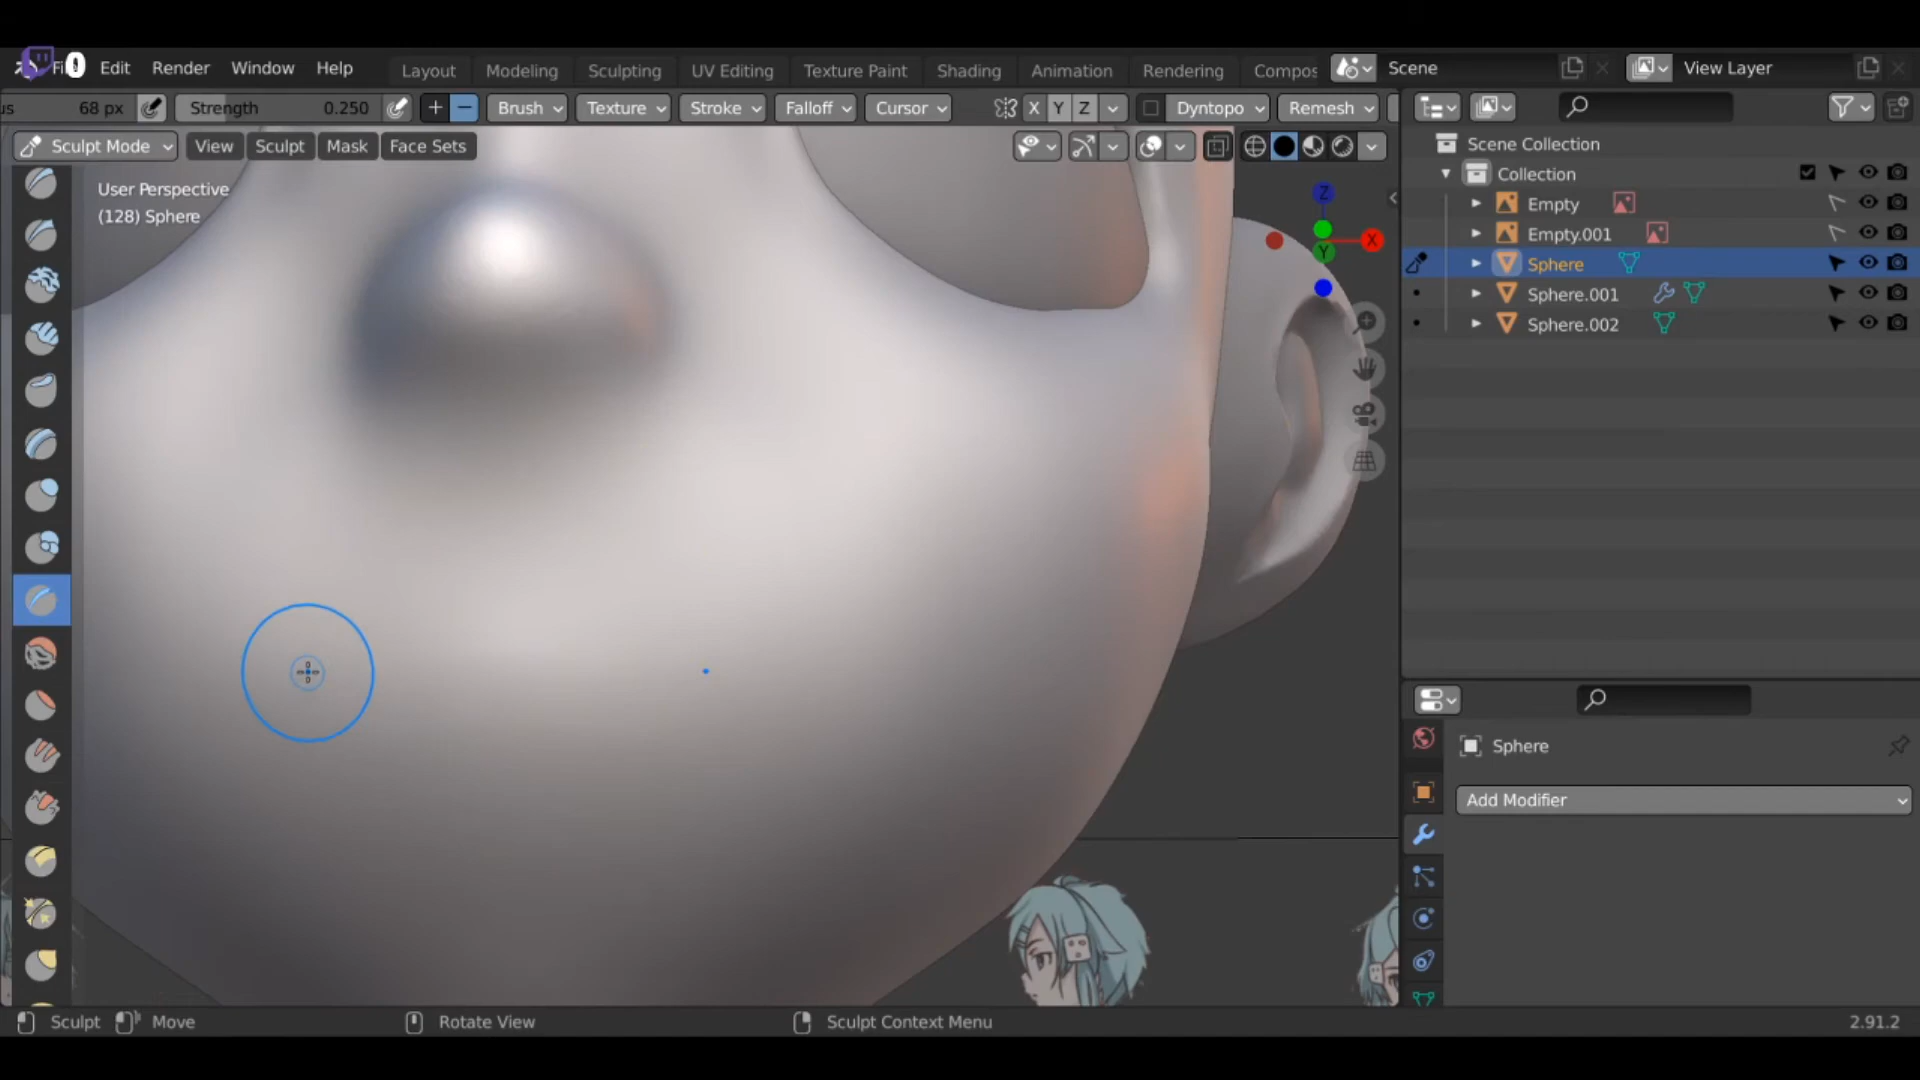 0
Edit Render Window Help Layout Modeling Sculpting UV Editing Texture Paint Shading Animation Rendering Compos Scene View Layer
us 68 px Strength 0.250 Brush Texture Stroke Falloff Cursor X Y Z Dyntopo Remesh
Sculpt Mode View Sculpt Mask Face Sets
Scene Collection
Collection
Empty
Empty.001
Sphere
Sphere.001
Sphere.002
User Perspective
(128) Sphere
Z
X
Y
Sphere
Add Modifier
Sculpt Move Rotate View Sculpt Context Menu 2.91.2